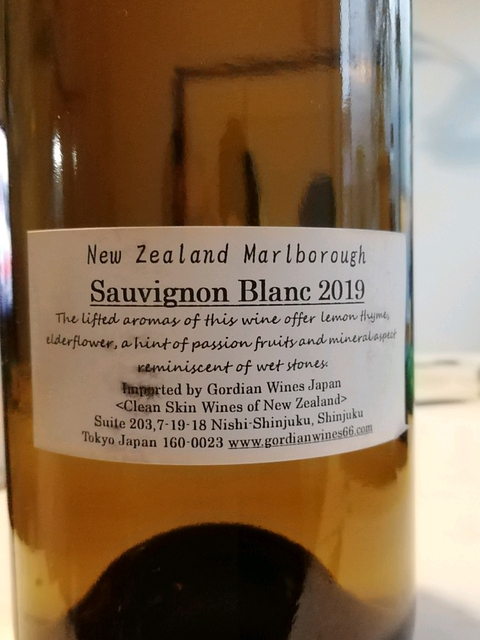 New Zealand Marlborough
Sauvignon Blanc 2019
The lifted aromas of this wine offer lemon thyme,
elderflower, a hint of passion fruits and mineral aspect
reminiscent of wet stones.
Imported by Gordian Wines Japan
<Clean Skin Wines of New Zealand>
Suite 203,7-19-18 Nishi-Shinjuku, Shinjuku
Tokyo Japan 160-0023 www.gordianwines66.com